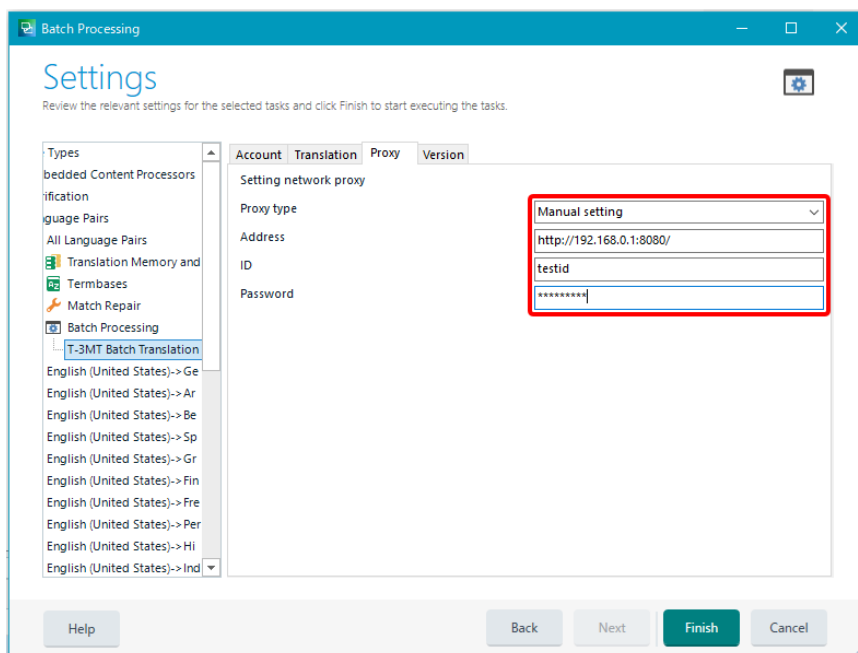 Batch Processing
Settings
Review the relevant settings for the selected tasks and click Finish to start executing the tasks.
Types
bedded Content Processors
ification
guage Pairs
All Language Pairs
Translation Memory and
Termbases
Match Repair
Batch Processing
T-3MT Batch Translation
English (United States)->Ge
English (United States)->Ar
English (United States)->Be
English (United States)->Sp
English (United States)->Gr
English (United States)->Fin
English (United States)->Fre
English (United States)->Per
English (United States)->Hi
English (United States)->Ind
Account Translation Proxy Version
Setting network proxy
Proxy type Manual setting
Address http://192.168.0.1:8080/
ID testid
Password *********
Help Back Next Finish Cancel